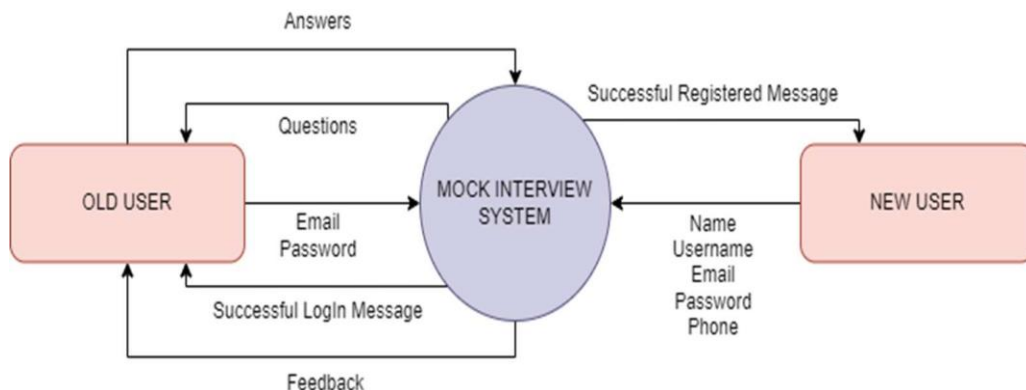 Answers
Successful Registered Message
Questions
OLD USER
MOCK INTERVIEW
SYSTEM
NEW USER
Email
Password
Name
Username
Email
Password
Phone
Successful LogIn Message
Feedback